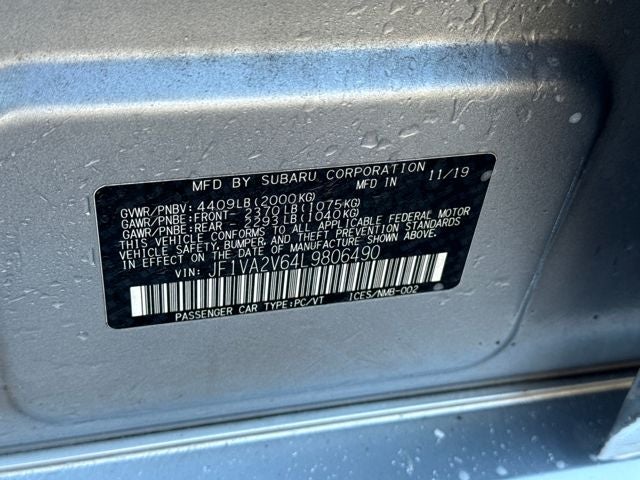 MFD BY SUBARU CORPORATION
MFD IN 11/19
GVWR/PNBV: 4409LB(2000KG)
GAWR/PNBE:FRONT- 2370LB(1075KG)
GAWR/PNBE:REAR - 2293LB(1040KG)
THIS VEHICLE CONFORMS TO ALL APPLICABLE FEDERAL MOTOR
VEHICLE SAFETY, BUMPER, AND THEFT PREVENTION STANDARDS
IN EFFECT ON THE DATE OF MANUFACTURE SHOWN ABOVE.
VIN: JF1VA2V64L9806490
PASSENGER CAR TYPE:PC/VT ICES/NMB-002